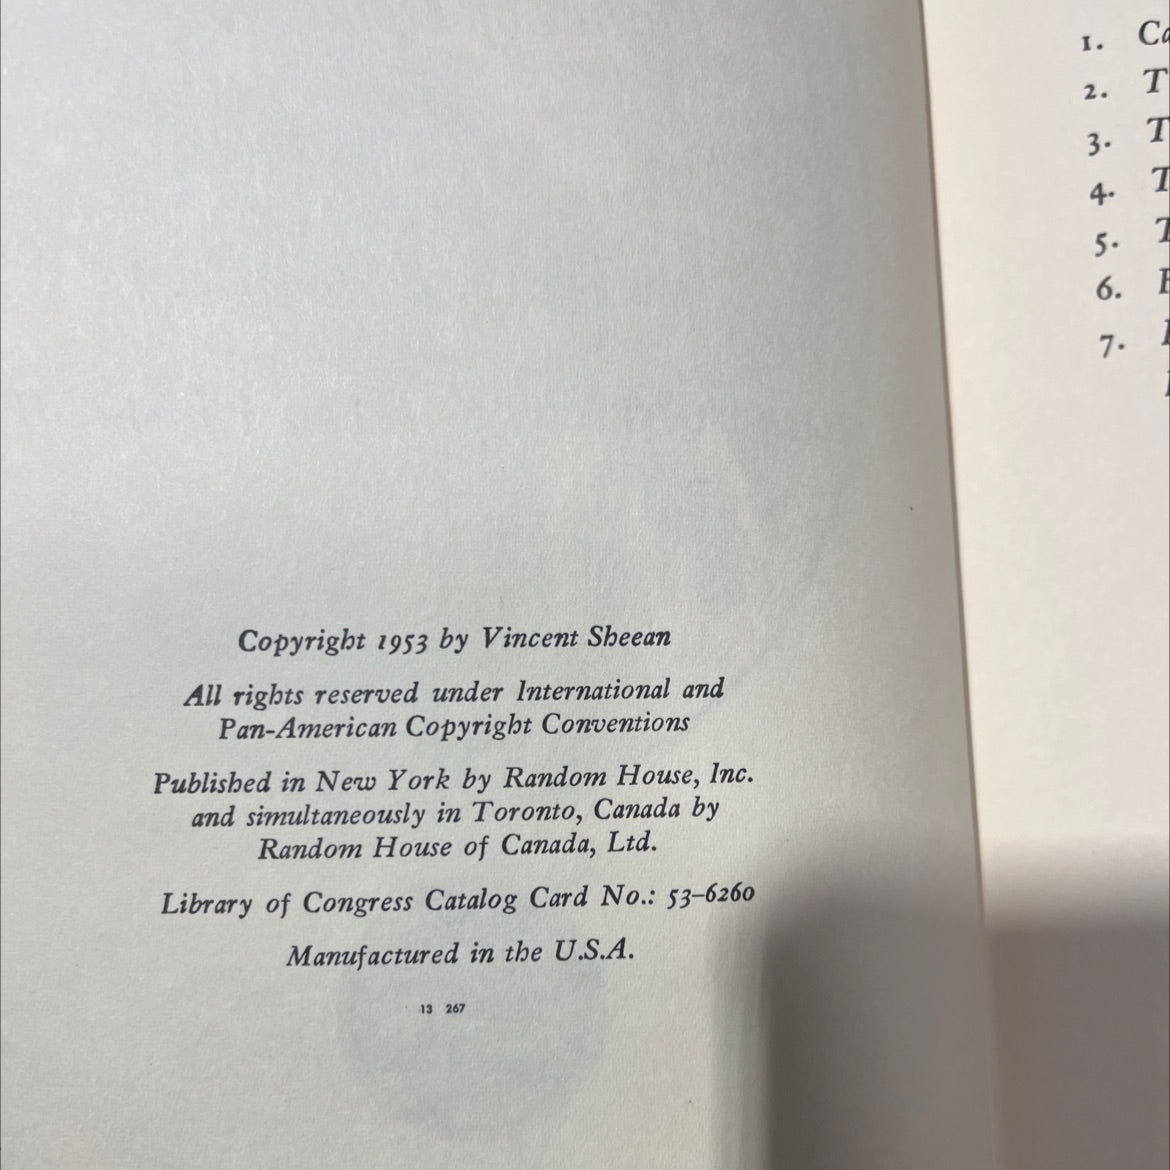 Copyright 1953 by Vincent Sheean
All rights reserved under International and
Pan-American Copyright Conventions
Published in New York by Random House, Inc.
and simultaneously in Toronto, Canada by
Random House of Canada, Ltd.
Library of Congress Catalog Card No.: 53-6260
Manufactured in the U.S.A.
13 267
1.
2. T
3. T
4. T
5.
6.
7.